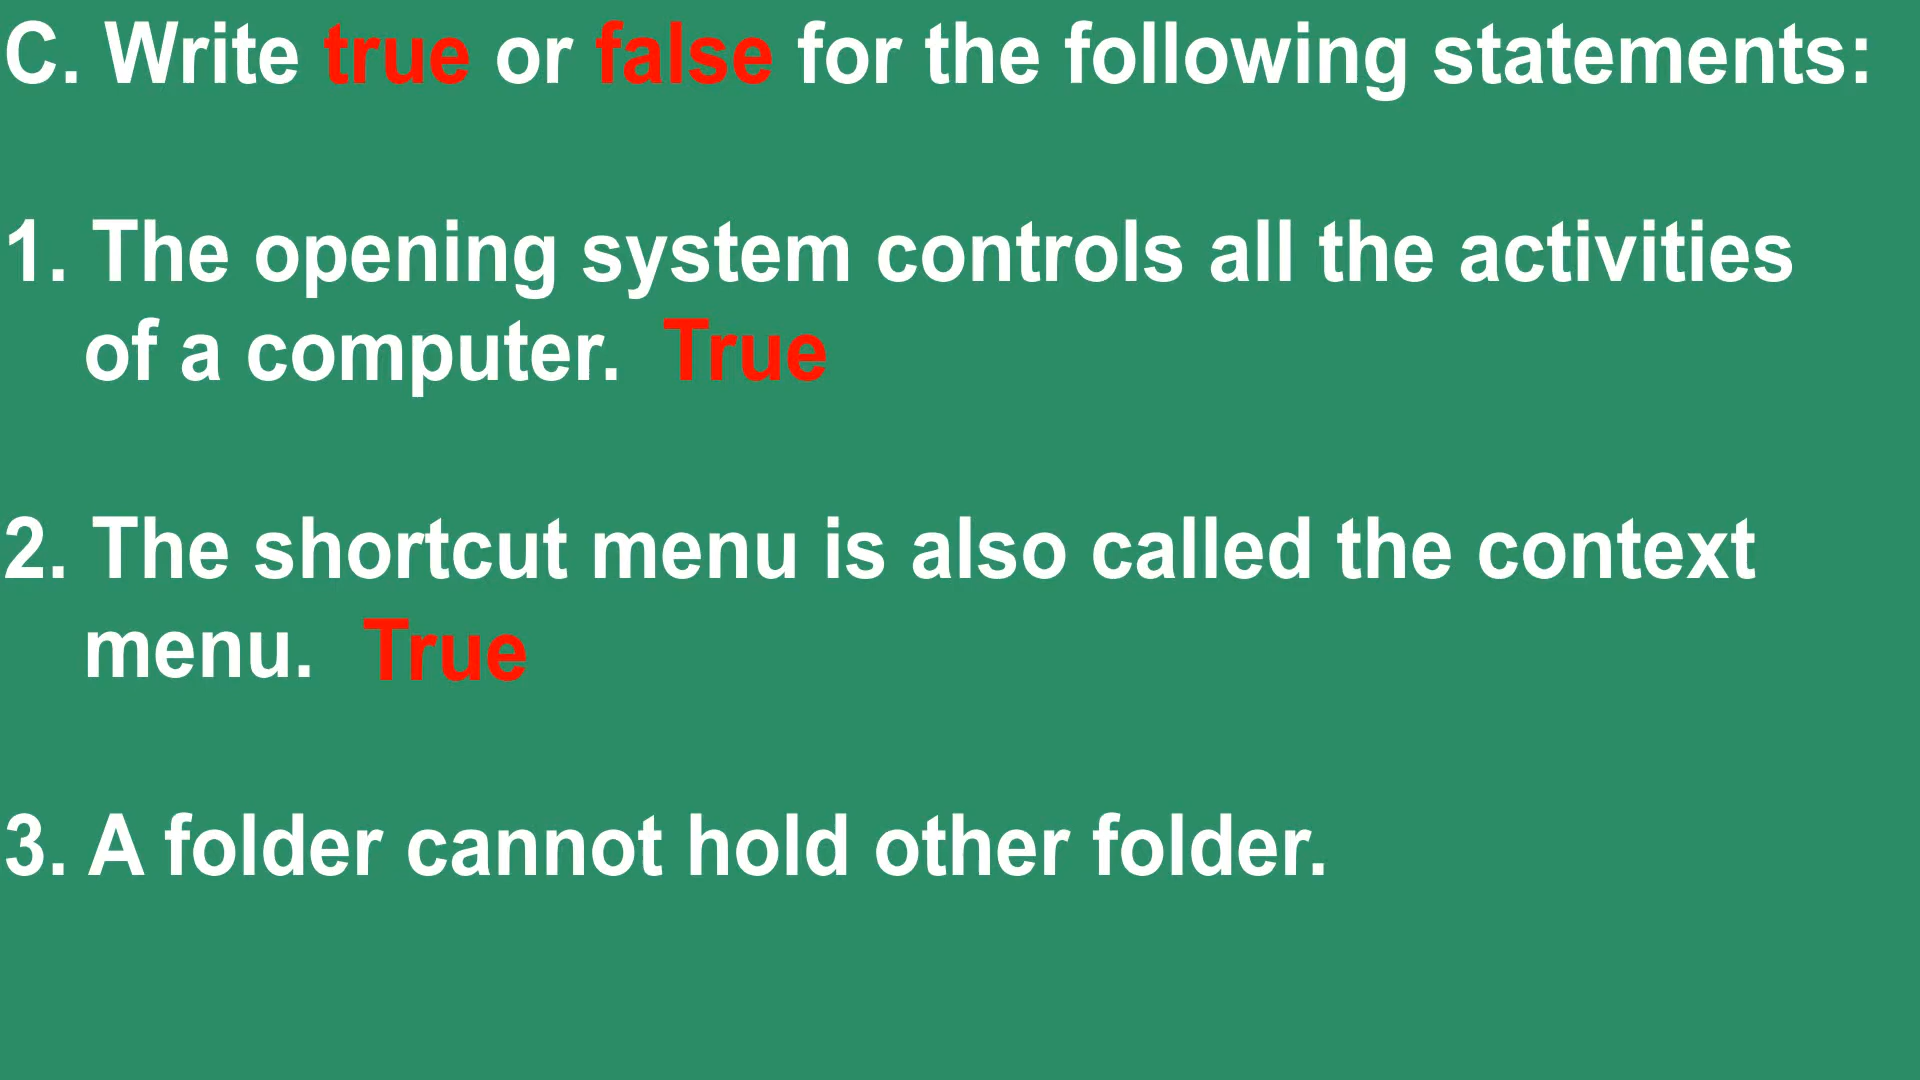 C. Write true or false for the following statements:
1. The opening system controls all the activities
of a computer. True
2. The shortcut menu is also called the context
menu. True
3. A folder cannot hold other folder.